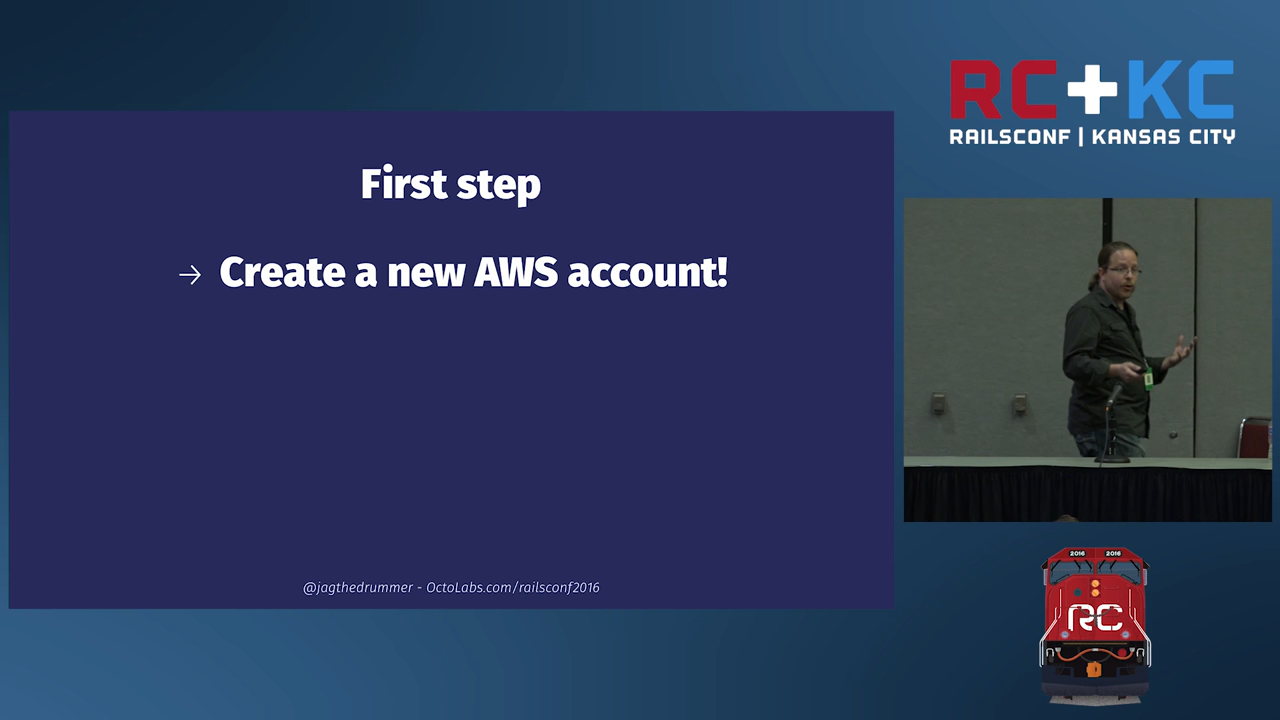 First step
→ Create a new AWS account!
@jagthedrummer - OctoLabs.com/railsconf2016
RC+KC
RAILSCONF | KANSAS CITY
2016 2016
RC